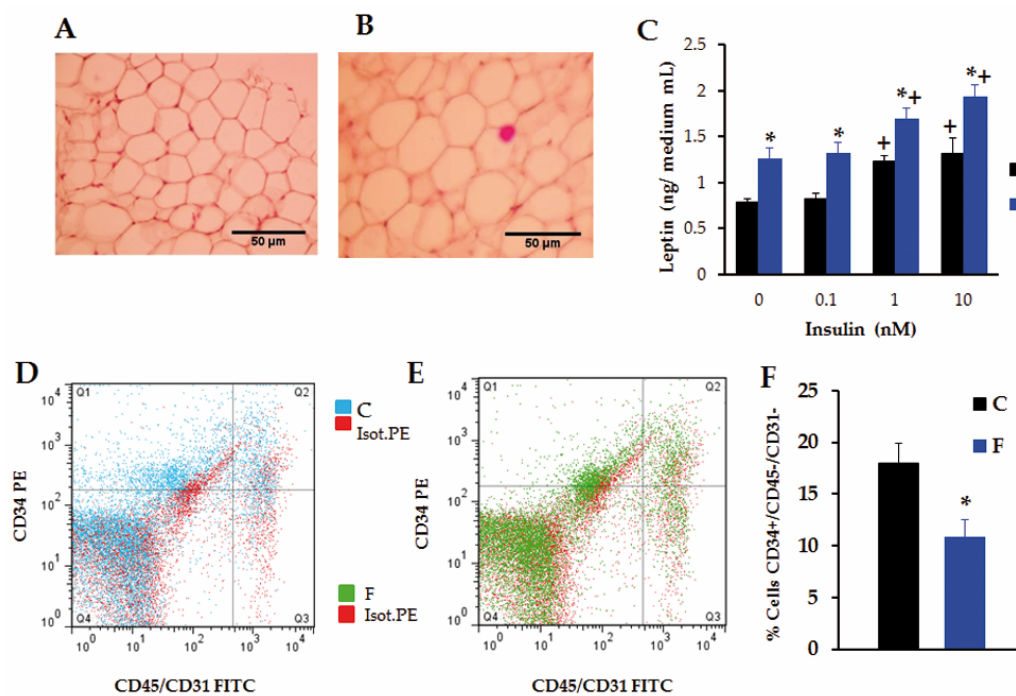 A
50 µm
B
50 µm
C
Leptin (ng/ medium mL)
2.5
2
1.5
1
0.5
0
*
*
+
*+
+
*+
0 0.1 1 10
Insulin (nM)
D
Q1 Q2
Q4 Q3
CD34 PE
10⁴
10³
10²
10¹
10⁰
10⁰ 10¹ 10² 10³ 10⁴
CD45/CD31 FITC
C
Isot.PE
F
Isot.PE
E
Q1 Q2
Q4 Q3
CD34 PE
10⁴
10³
10²
10¹
10⁰
10⁰ 10¹ 10² 10³ 10⁴
CD45/CD31 FITC
F
% Cells CD34+/CD45-/CD31-
25
20
15
10
5
0
*
C
F